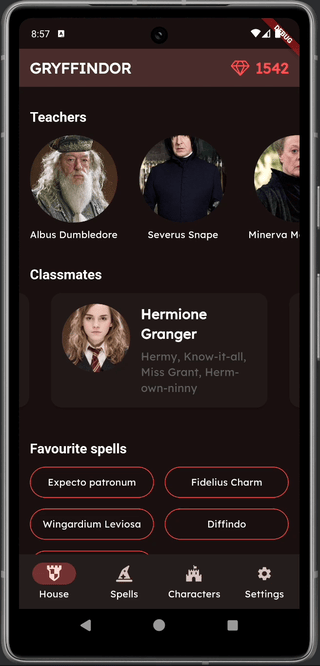 8:57
DEBUG
GRYFFINDOR 1542
Teachers
Albus Dumbledore Severus Snape Minerva M
Classmates
Hermione
Granger
Hermy, Know-it-all,
Miss Grant, Herm-
own-ninny
Favourite spells
Expecto patronum Fidelius Charm
Wingardium Leviosa Diffindo
House Spells Characters Settings